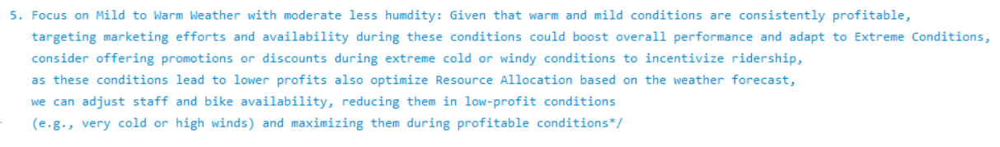 5. Focus on Mild to Warm Weather with moderate less humdity: Given that warm and mild conditions are consistently profitable,
targeting marketing efforts and availability during these conditions could boost overall performance and adapt to Extreme Conditions,
consider offering promotions or discounts during extreme cold or windy conditions to incentivize ridership,
as these conditions lead to lower profits also optimize Resource Allocation based on the weather forecast,
we can adjust staff and bike availability, reducing them in low-profit conditions
(e.g., very cold or high winds) and maximizing them during profitable conditions*/